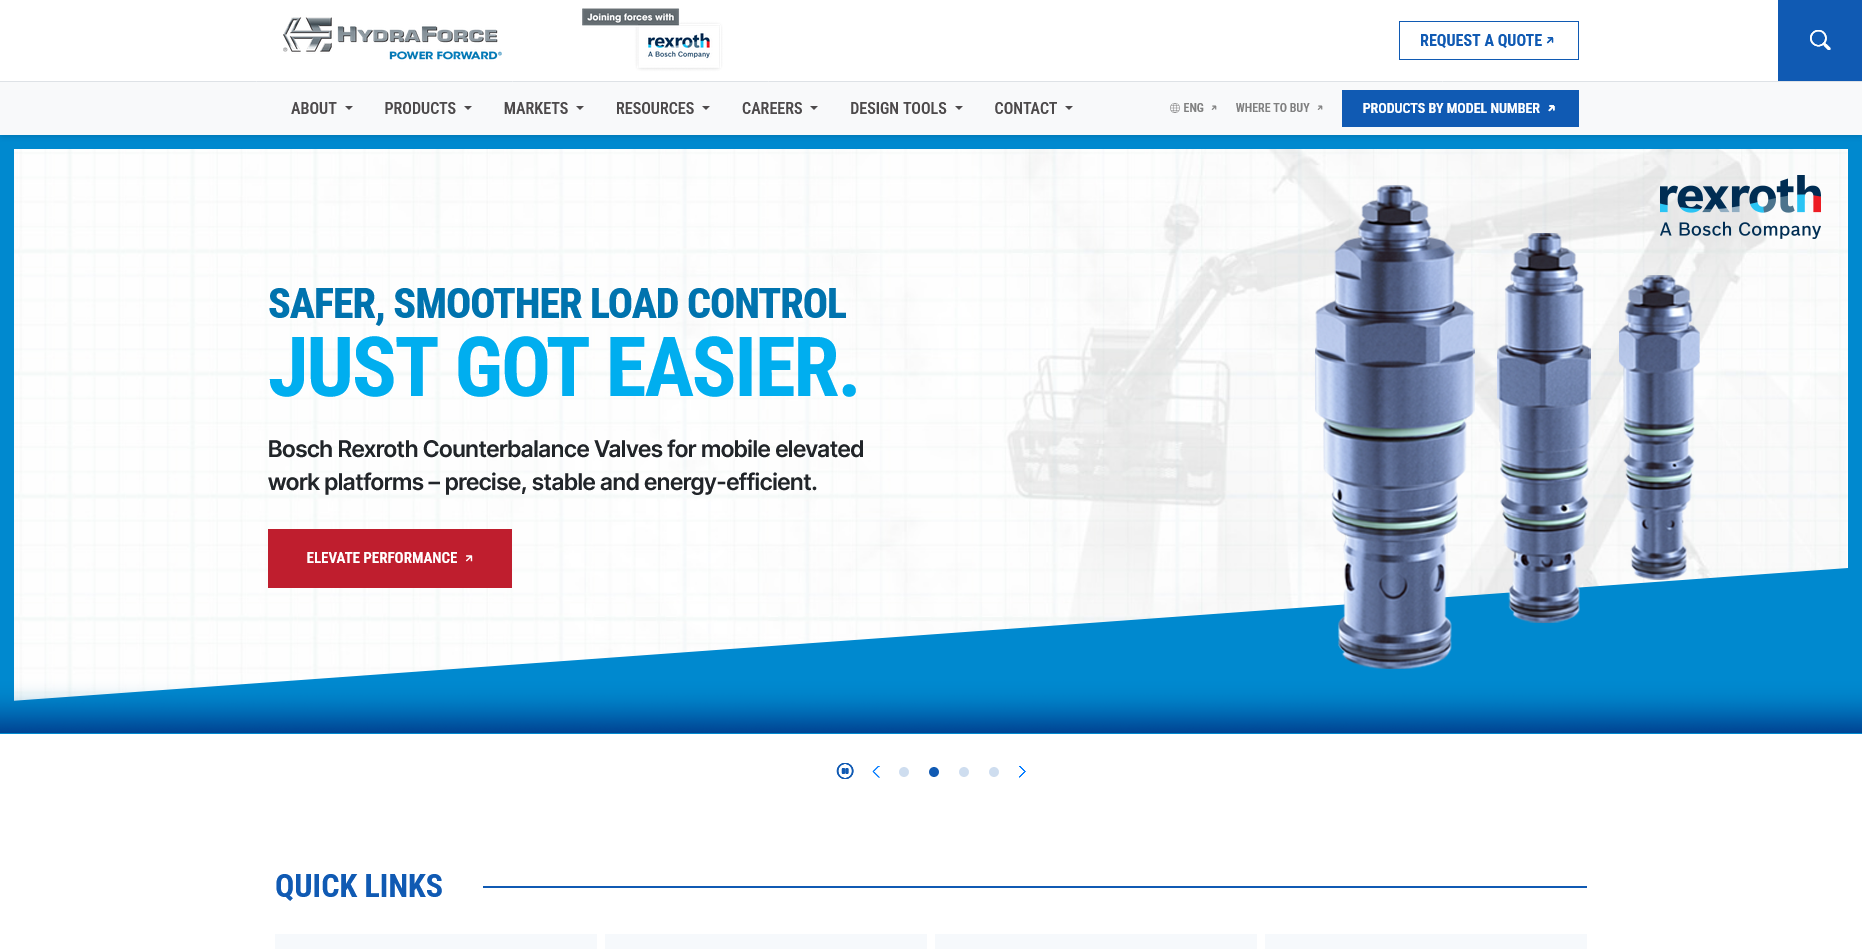 HYDRAFORCE
POWER FORWARD®
Joining forces with
rexroth
A Bosch Company
REQUEST A QUOTE
ABOUT
PRODUCTS
MARKETS
RESOURCES
CAREERS
DESIGN TOOLS
CONTACT
ENG
WHERE TO BUY
PRODUCTS BY MODEL NUMBER
rexroth
A Bosch Company
SAFER, SMOOTHER LOAD CONTROL
JUST GOT EASIER.
Bosch Rexroth Counterbalance Valves for mobile elevated
work platforms – precise, stable and energy-efficient.
ELEVATE PERFORMANCE
QUICK LINKS